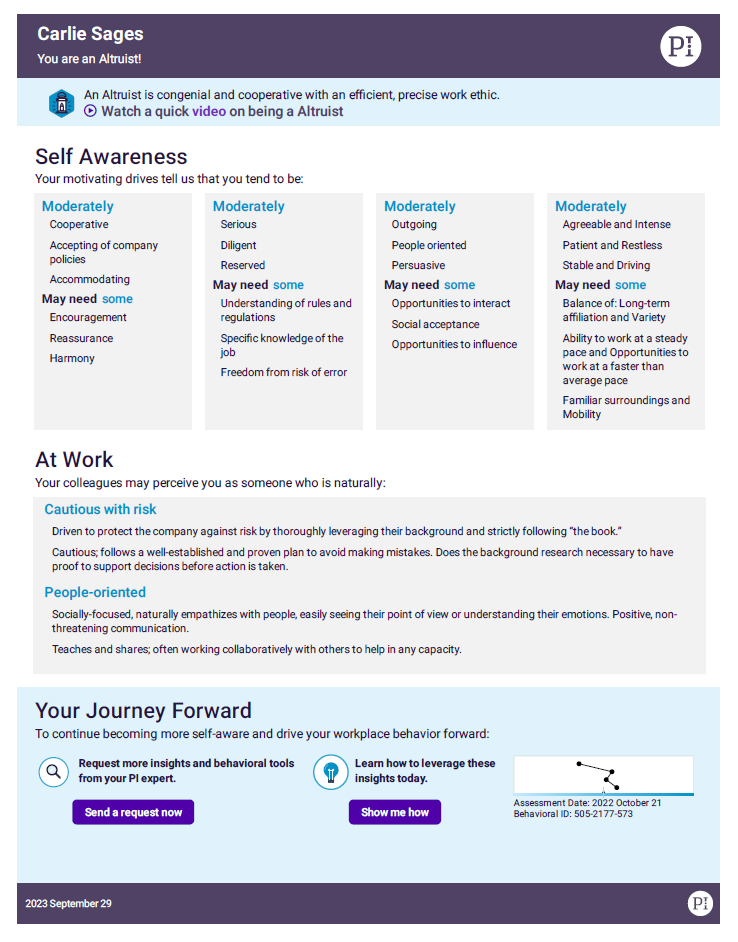 Carlie Sages
You are an Altruist!
PI
An Altruist is congenial and cooperative with an efficient, precise work ethic.
Watch a quick video on being a Altruist
Self Awareness
Your motivating drives tell us that you tend to be:
Moderately
Cooperative
Accepting of company
policies
Accommodating
May need some
Encouragement
Reassurance
Harmony
Moderately
Serious
Diligent
Reserved
May need some
Understanding of rules and
regulations
Specific knowledge of the
job
Freedom from risk of error
Moderately
Outgoing
People oriented
Persuasive
May need some
Opportunities to interact
Social acceptance
Opportunities to influence
Moderately
Agreeable and Intense
Patient and Restless
Stable and Driving
May need some
Balance of: Long-term
affiliation and Variety
Ability to work at a steady
pace and Opportunities to
work at a faster than
average pace
Familiar surroundings and
Mobility
At Work
Your colleagues may perceive you as someone who is naturally:
Cautious with risk
Driven to protect the company against risk by thoroughly leveraging their background and strictly following “the book.”
Cautious; follows a well-established and proven plan to avoid making mistakes. Does the background research necessary to have
proof to support decisions before action is taken.
People-oriented
Socially-focused, naturally empathizes with people, easily seeing their point of view or understanding their emotions. Positive, non-
threatening communication.
Teaches and shares; often working collaboratively with others to help in any capacity.
Your Journey Forward
To continue becoming more self-aware and drive your workplace behavior forward:
Request more insights and behavioral tools
from your PI expert.
Send a request now
Learn how to leverage these
insights today.
Show me how
Assessment Date: 2022 October 21
Behavioral ID: 505-2177-573
2023 September 29
PI